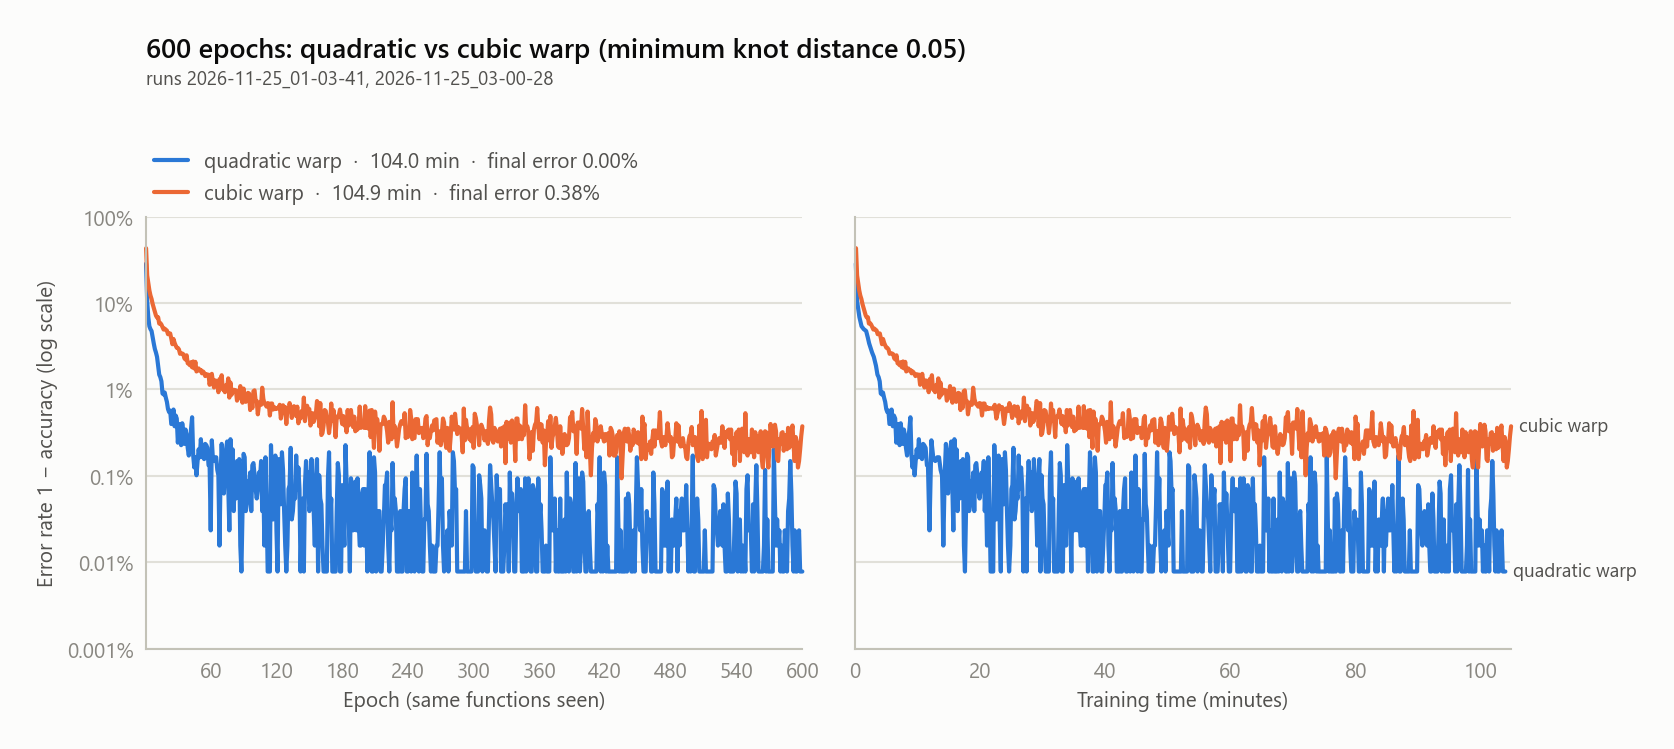 600 epochs: quadratic vs cubic warp (minimum knot distance 0.05)
runs 2026-11-25_01-03-41, 2026-11-25_03-00-28
quadratic warp · 104.0 min · final error 0.00%
cubic warp · 104.9 min · final error 0.38%
Error rate 1 − accuracy (log scale)
100%
10%
1%
0.1%
0.01%
0.001%
60 120 180 240 300 360 420 480 540 600
Epoch (same functions seen)
cubic warp
quadratic warp
0 20 40 60 80 100
Training time (minutes)